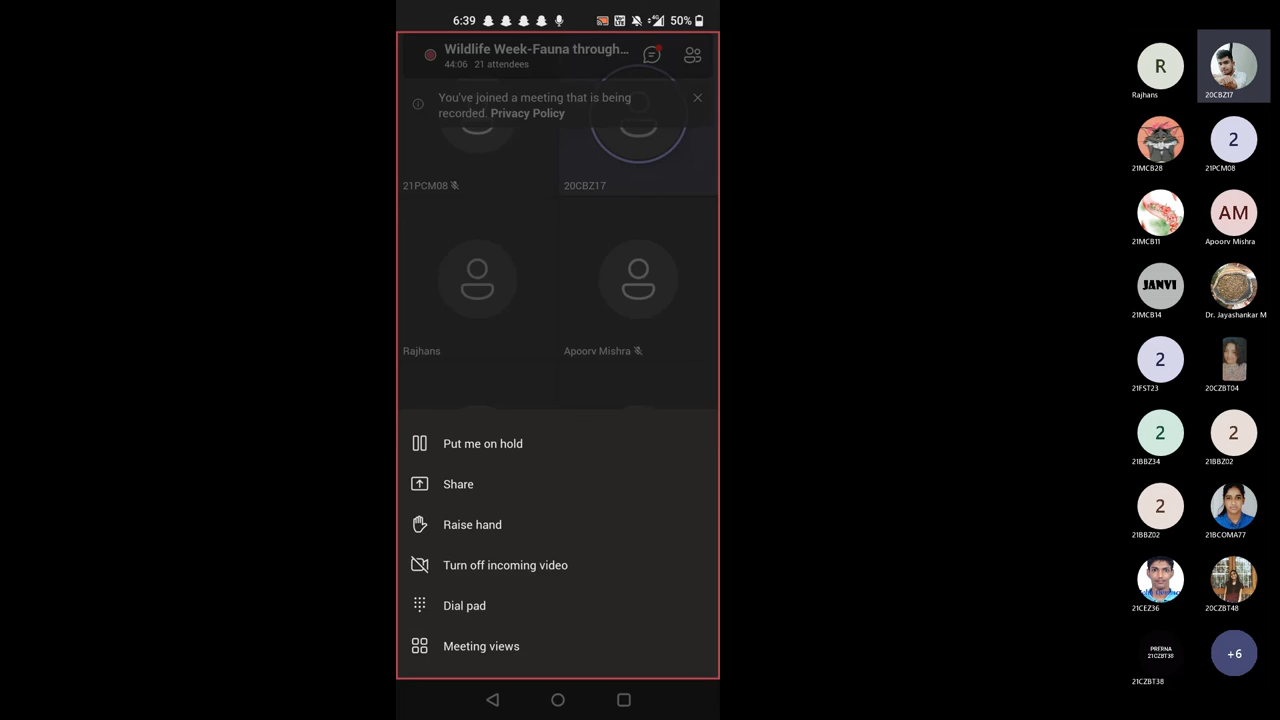 6:39
4G
50%
Wildlife Week-Fauna through...
44:06 21 attendees
You've joined a meeting that is being
recorded. Privacy Policy
21PCM08
20CBZ17
Rajhans
Apoorv Mishra
Put me on hold
Share
Raise hand
Turn off incoming video
Dial pad
Meeting views
R
Rajhans
20CBZ17
21MCB28
2
21PCM08
21MCB11
AM
Apoorv Mishra
JANVI
21MCB14
Dr. Jayashankar M
2
21FST23
20CZBT04
2
21BBZ34
2
21BBZ02
2
21BBZ02
21BCOMA77
21CEZ36
20CZBT48
PRERNA
21CZBT38
21CZBT38
+6